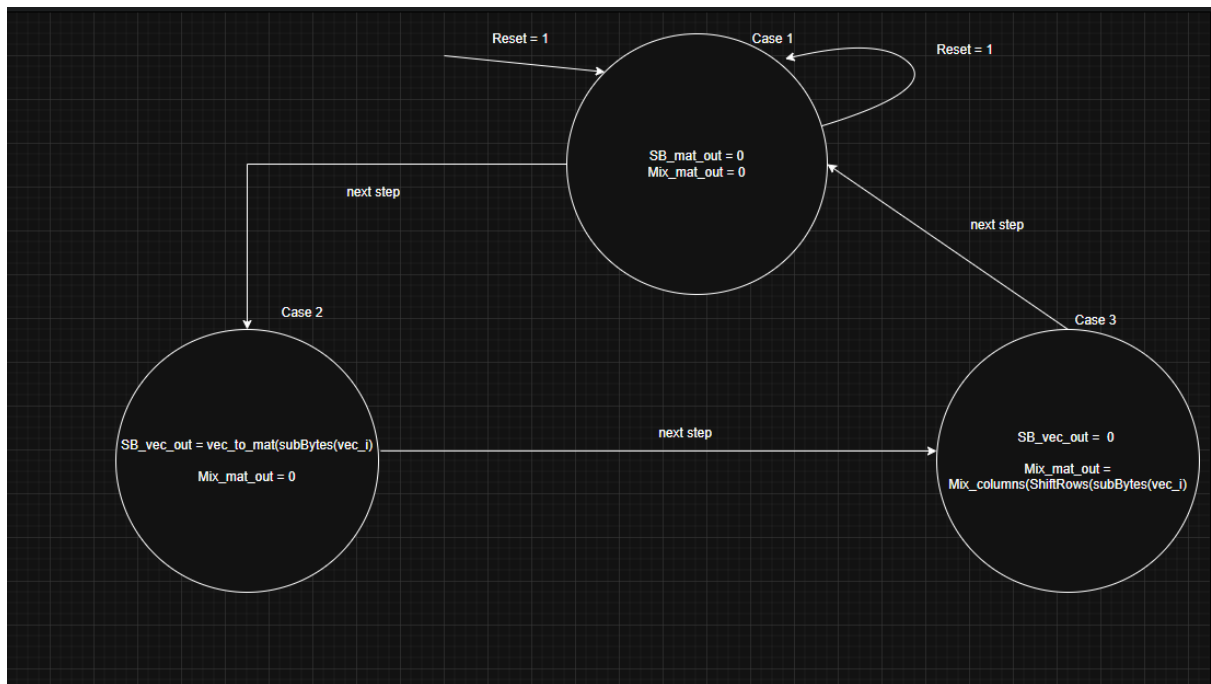 Reset = 1
Case 1
Reset = 1
SB_mat_out = 0
Mix_mat_out = 0
next step
next step
Case 2
Case 3
SB_vec_out = vec_to_mat(subBytes(vec_i)
Mix_mat_out = 0
next step
SB_vec_out =  0
Mix_mat_out =
Mix_columns(ShiftRows(subBytes(vec_i)